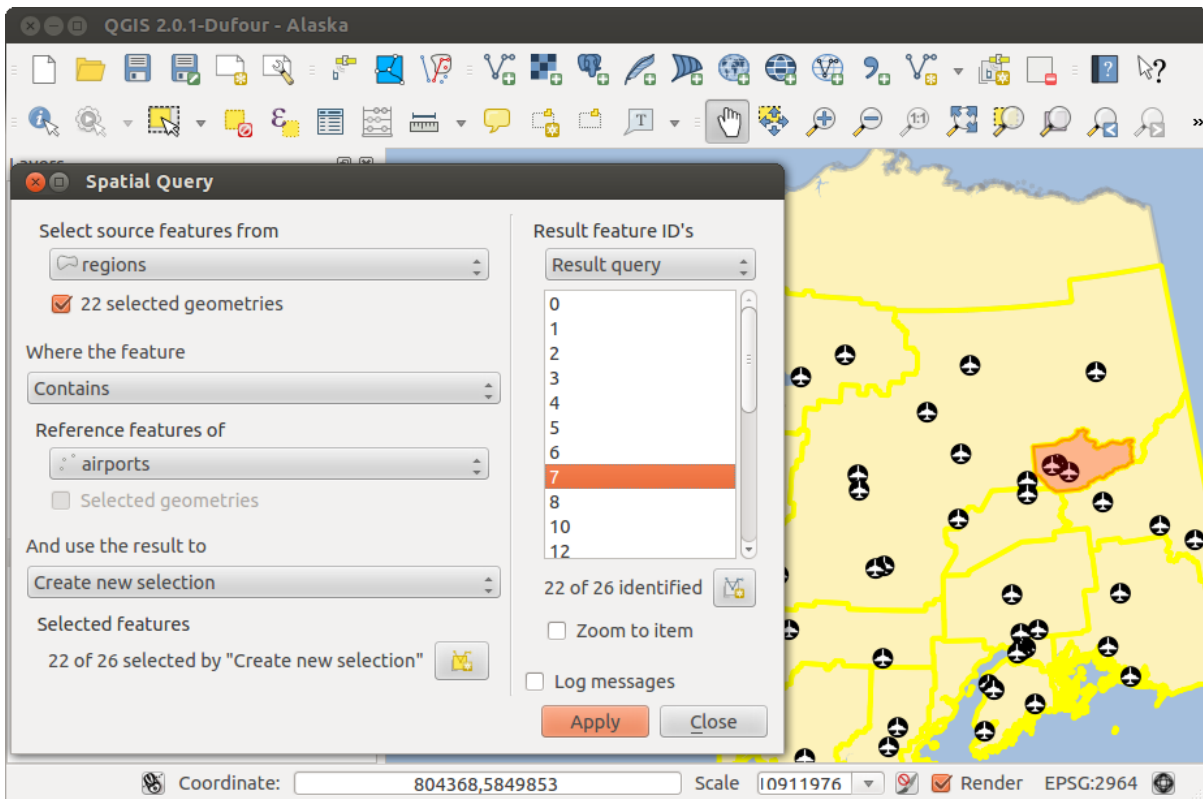 QGIS 2.0.1-Dufour - Alaska
1:1
T
?
?
»
Layers
Spatial Query
Select source features from
regions
22 selected geometries
Where the feature
Contains
Reference features of
airports
Selected geometries
And use the result to
Create new selection
Selected features
22 of 26 selected by "Create new selection"
Result feature ID's
Result query
0
1
2
3
4
5
6
7
8
10
12
22 of 26 identified
Zoom to item
Log messages
Apply
Close
Coordinate:
804368,5849853
Scale
10911976
Render
EPSG:2964